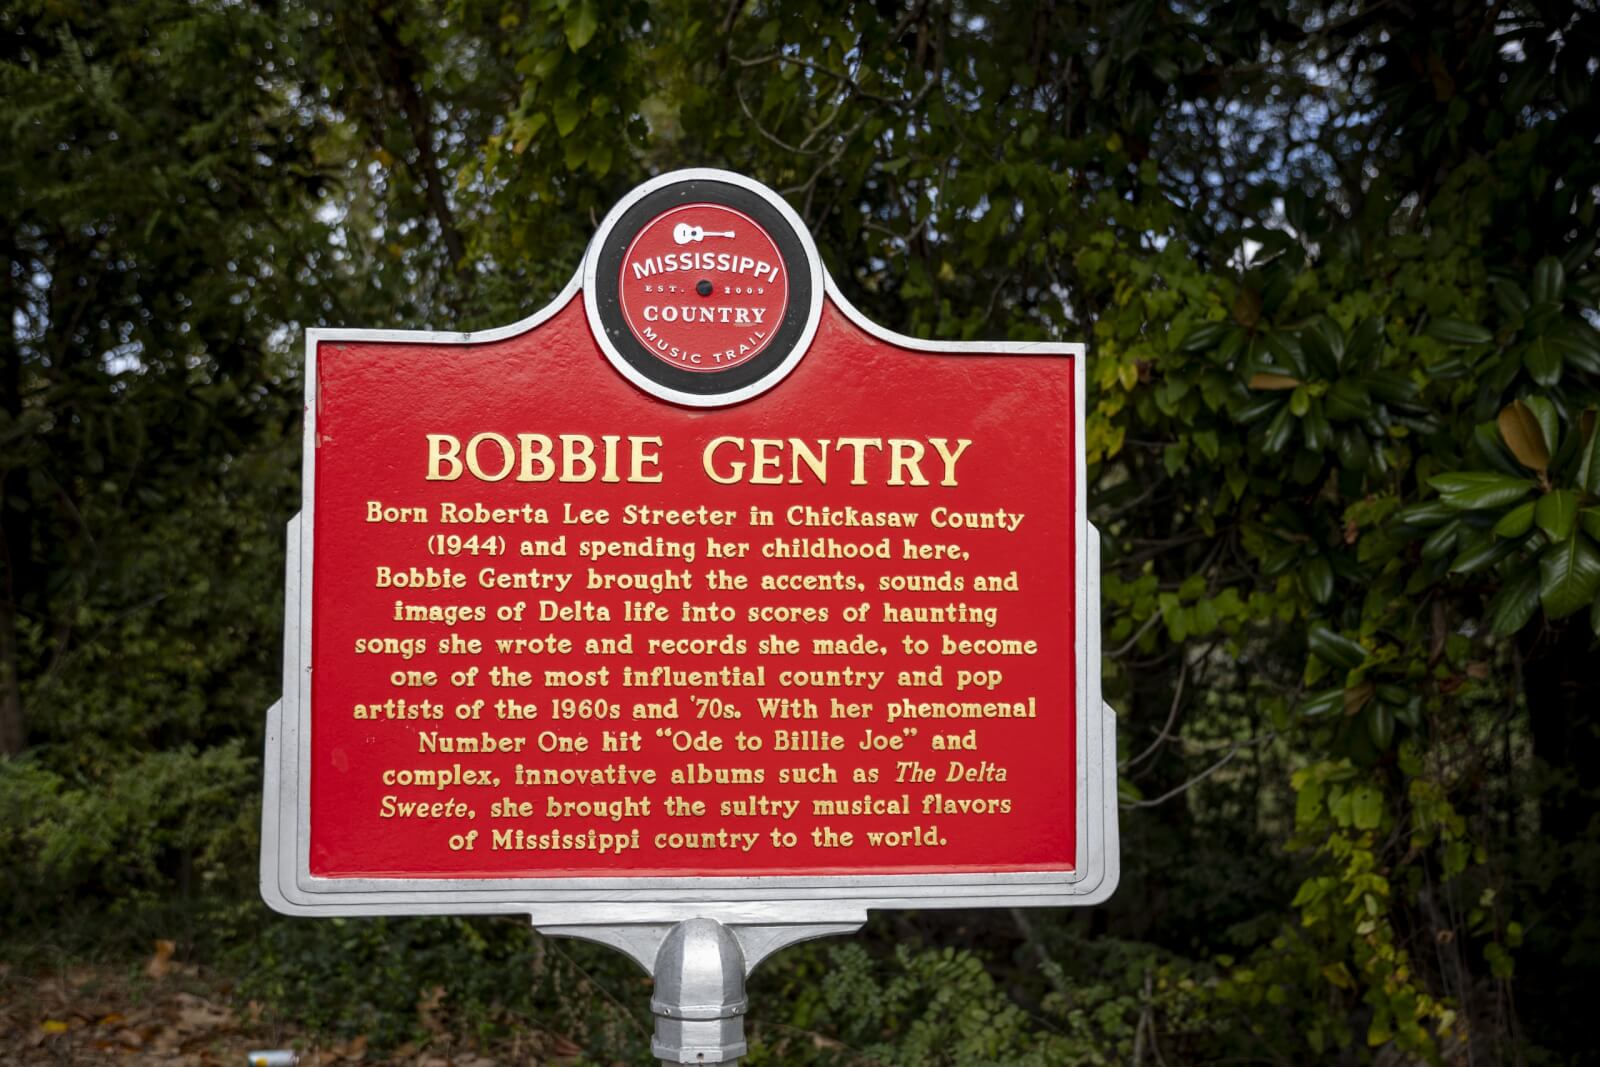 MISSISSIPPI
EST. 2009
COUNTRY
MUSIC TRAIL
BOBBIE GENTRY
Born Roberta Lee Streeter in Chickasaw County
(1944) and spending her childhood here,
Bobbie Gentry brought the accents, sounds and
images of Delta life into scores of haunting
songs she wrote and records she made, to become
one of the most influential country and pop
artists of the 1960s and '70s. With her phenomenal
Number One hit “Ode to Billie Joe” and
complex, innovative albums such as The Delta
Sweete, she brought the sultry musical flavors
of Mississippi country to the world.